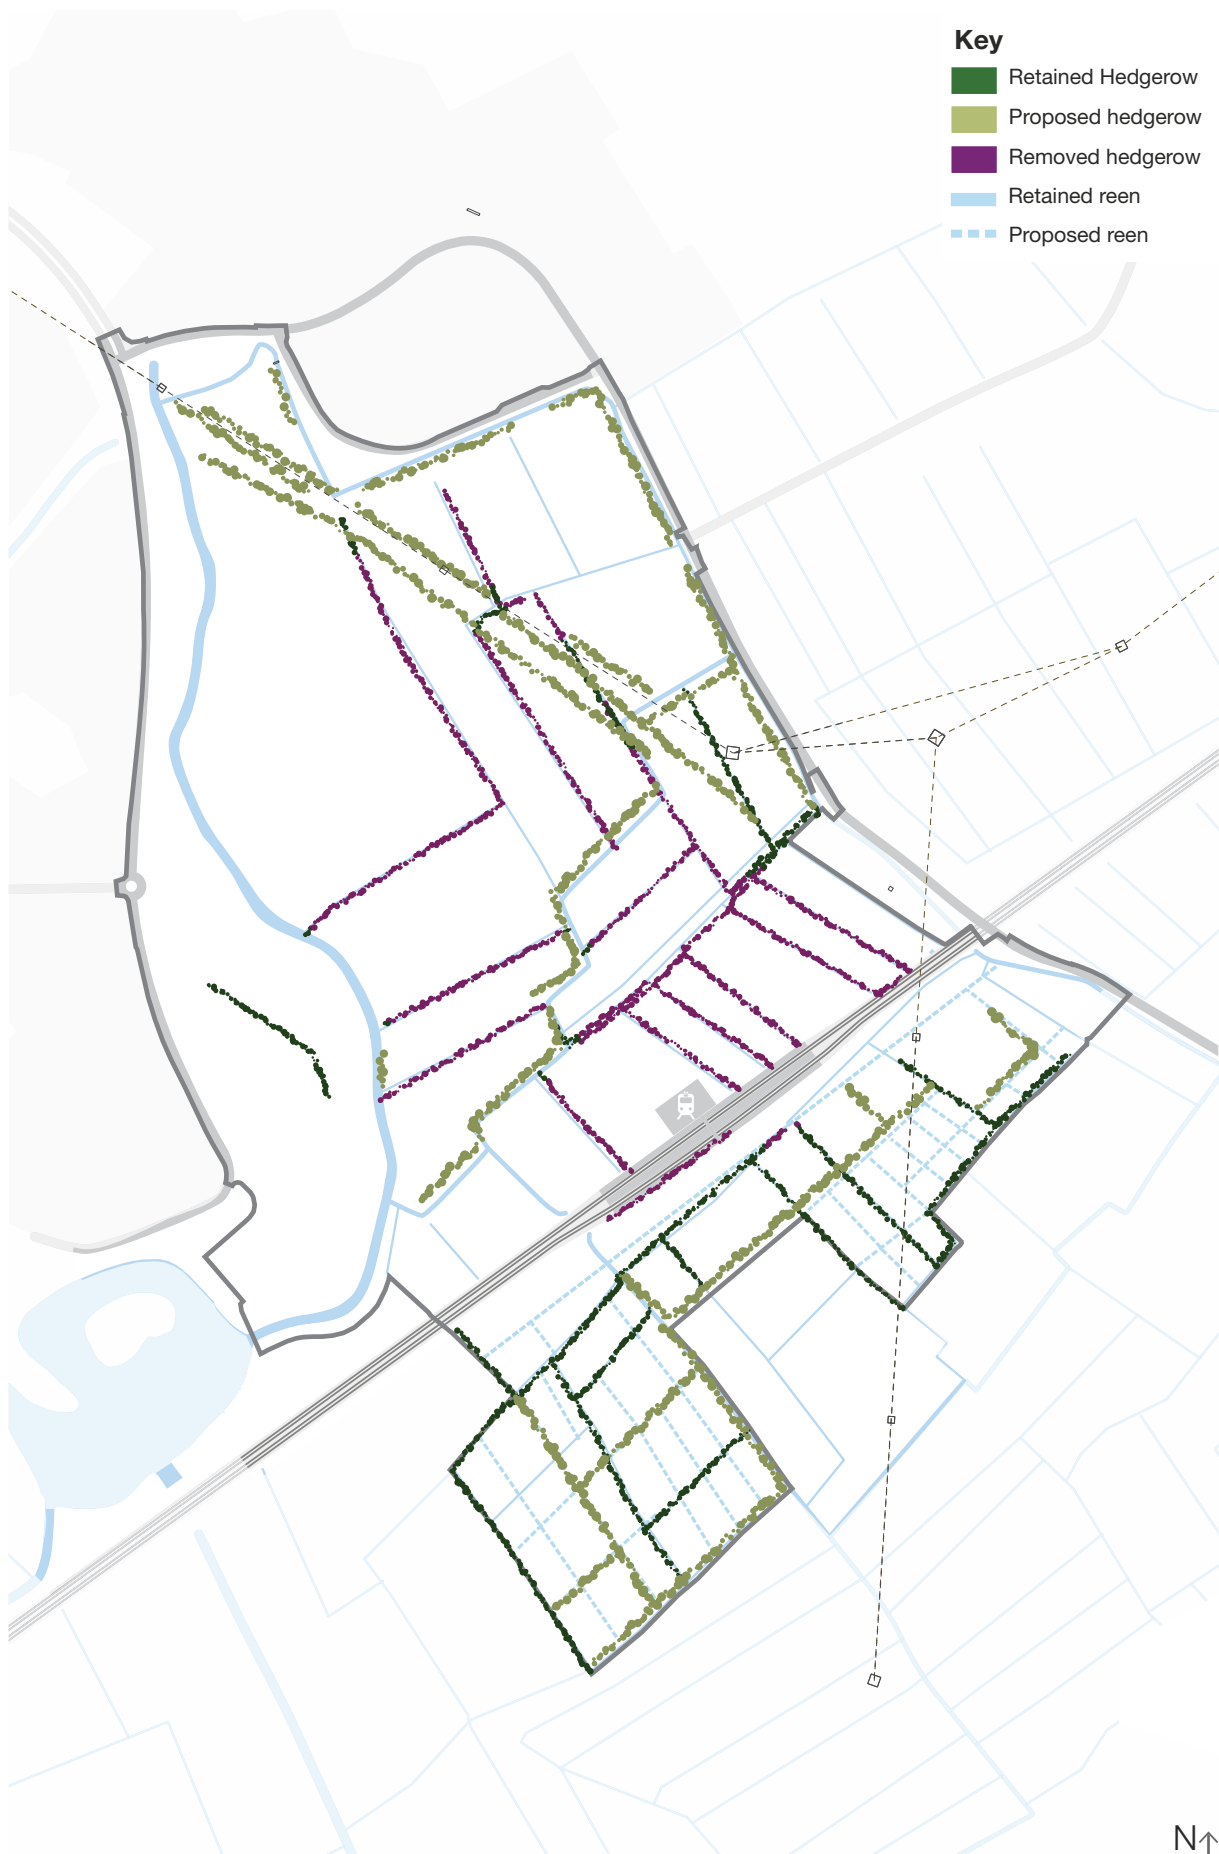 Key
Retained Hedgerow
Proposed hedgerow
Removed hedgerow
Retained reen
Proposed reen
N